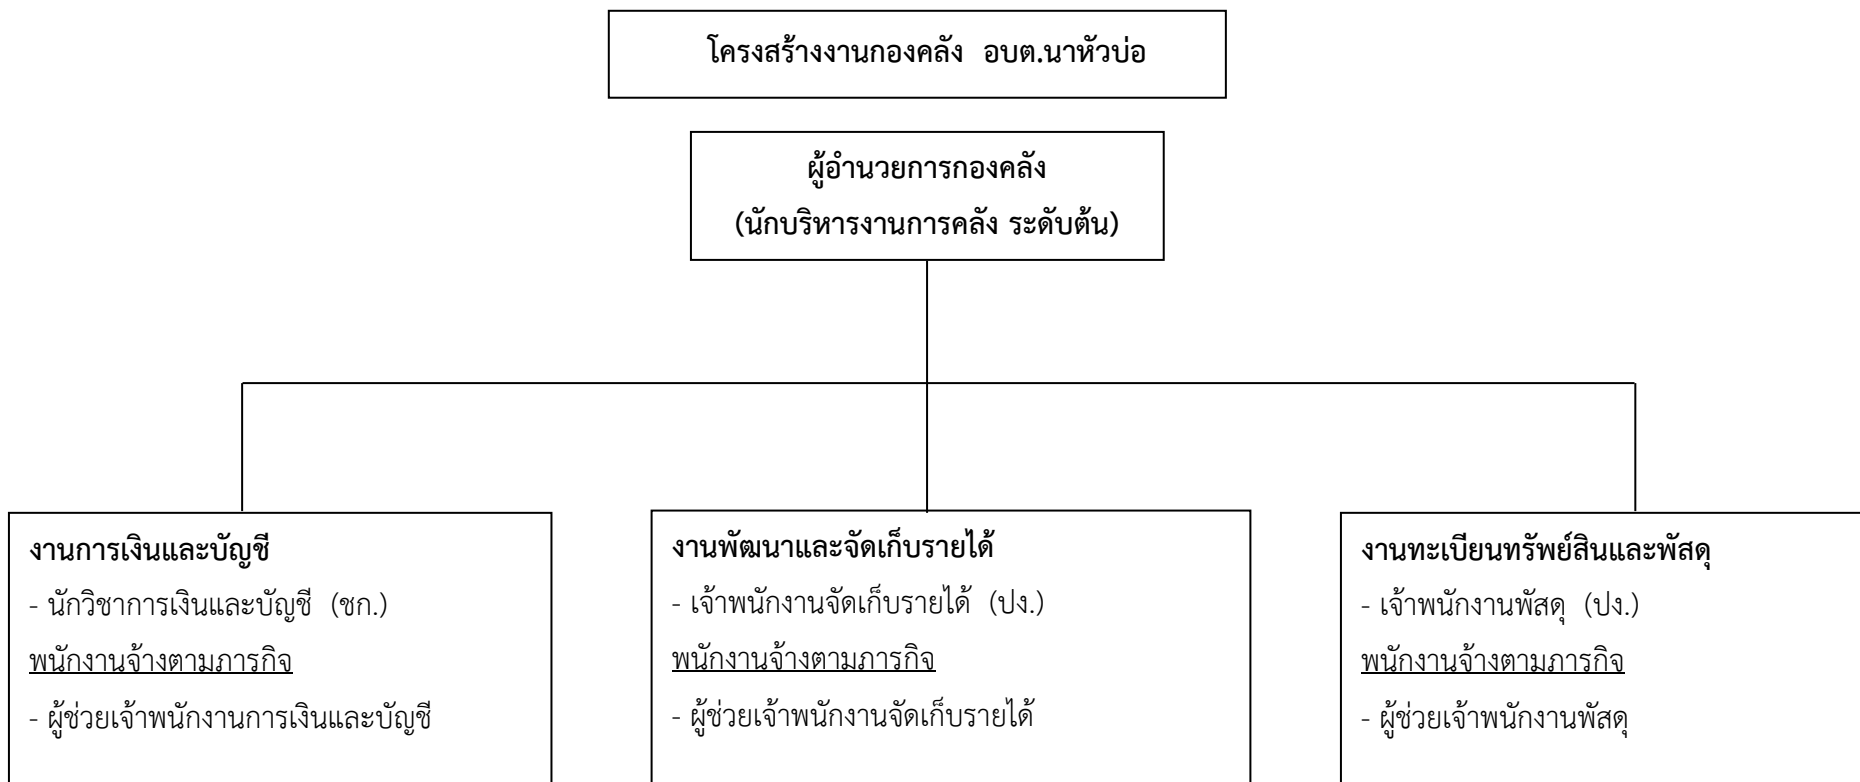 โครงสร้างงานกองคลัง อบต.นาหัวบ่อ
ผู้อำนวยการกองคลัง
(นักบริหารงานการคลัง ระดับต้น)
งานการเงินและบัญชี
- นักวิชาการเงินและบัญชี (ชก.)
พนักงานจ้างตามภารกิจ
- ผู้ช่วยเจ้าพนักงานการเงินและบัญชี
งานพัฒนาและจัดเก็บรายได้
- เจ้าพนักงานจัดเก็บรายได้ (ปง.)
พนักงานจ้างตามภารกิจ
- ผู้ช่วยเจ้าพนักงานจัดเก็บรายได้
งานทะเบียนทรัพย์สินและพัสดุ
- เจ้าพนักงานพัสดุ (ปง.)
พนักงานจ้างตามภารกิจ
- ผู้ช่วยเจ้าพนักงานพัสดุ